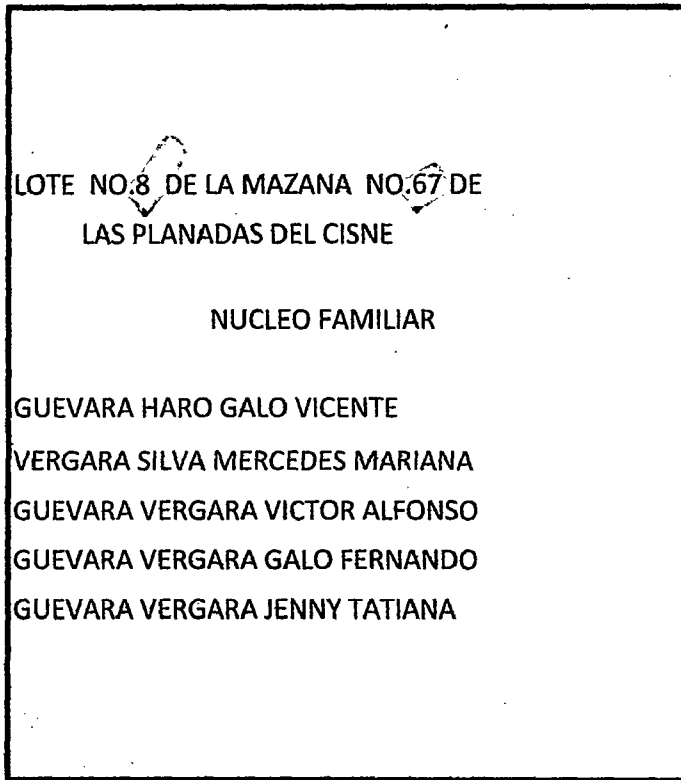 LOTE NO.8 DE LA MAZANA NO.67 DE
LAS PLANADAS DEL CISNE
NUCLEO FAMILIAR
GUEVARA HARO GALO VICENTE
VERGARA SILVA MERCEDES MARIANA
GUEVARA VERGARA VICTOR ALFONSO
GUEVARA VERGARA GALO FERNANDO
GUEVARA VERGARA JENNY TATIANA